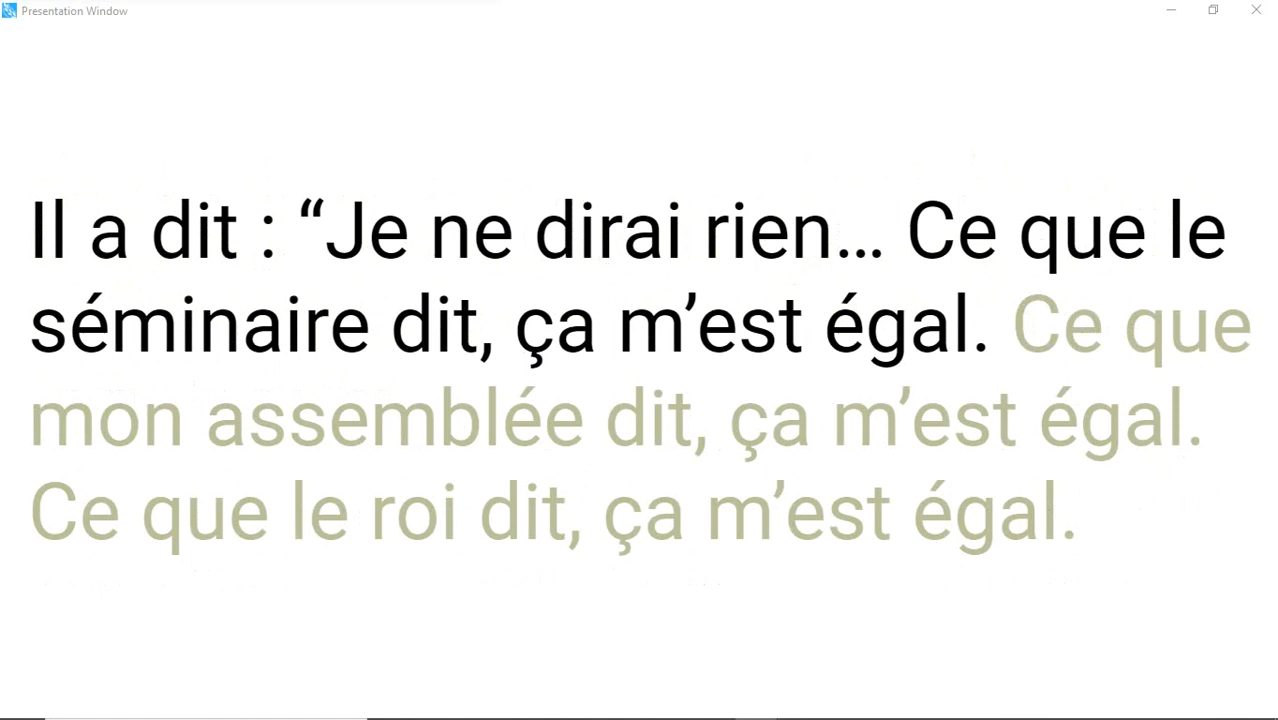 Presentation Window
Il a dit : “Je ne dirai rien... Ce que le
séminaire dit, ça m’est égal. Ce que
mon assemblée dit, ça m’est égal.
Ce que le roi dit, ça m’est égal.